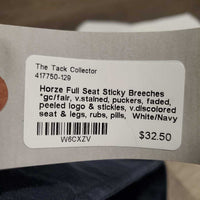 The Tack Collector
417750-129
Horze Full Seat Sticky Breeches
*gc/fair, v.stained, puckers, faded,
peeled logo & stickies, v.discolored
seat & legs, rubs, pills, White/Navy
W6CXZV
$32.50